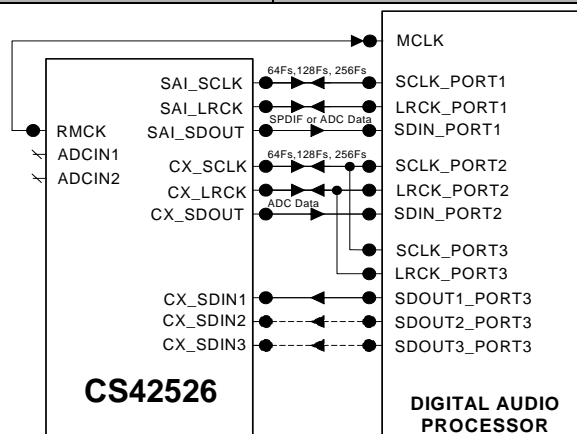 MCLK
64Fs,128Fs, 256Fs
SAI_SCLK SCLK_PORT1
SAI_LRCK LRCK_PORT1
SPDIF or ADC Data
RMCK SAI_SDOUT SDIN_PORT1
ADCIN1
64Fs,128Fs, 256Fs
CX_SCLK SCLK_PORT2
ADCIN2
CX_LRCK LRCK_PORT2
ADC Data
CX_SDOUT SDIN_PORT2
SCLK_PORT3
LRCK_PORT3
CX_SDIN1 SDOUT1_PORT3
CX_SDIN2 SDOUT2_PORT3
CX_SDIN3 SDOUT3_PORT3
CS42526
DIGITAL AUDIO
PROCESSOR